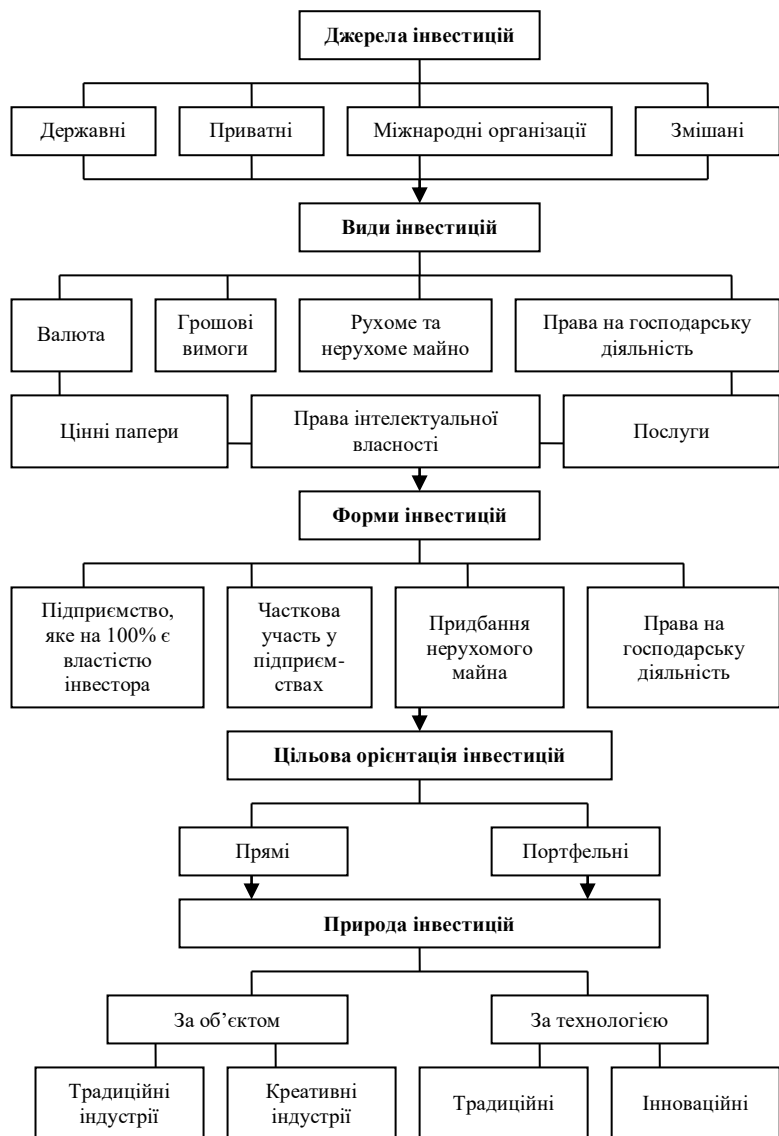 Джерела інвестицій
Державні
Приватні
Міжнародні організації
Змішані
Види інвестицій
Валюта
Грошові
вимоги
Рухоме та
нерухоме майно
Права на господарську
діяльність
Цінні папери
Права інтелектуальної
власності
Послуги
Форми інвестицій
Підприємство,
яке на 100% є
властістю
інвестора
Часткова
участь у
підприєм-
ствах
Придбання
нерухомого
майна
Права на
господарську
діяльність
Цільова орієнтація інвестицій
Прямі
Портфельні
Природа інвестицій
За об’єктом
За технологією
Традиційні
індустрії
Креативні
індустрії
Традиційні
Інноваційні